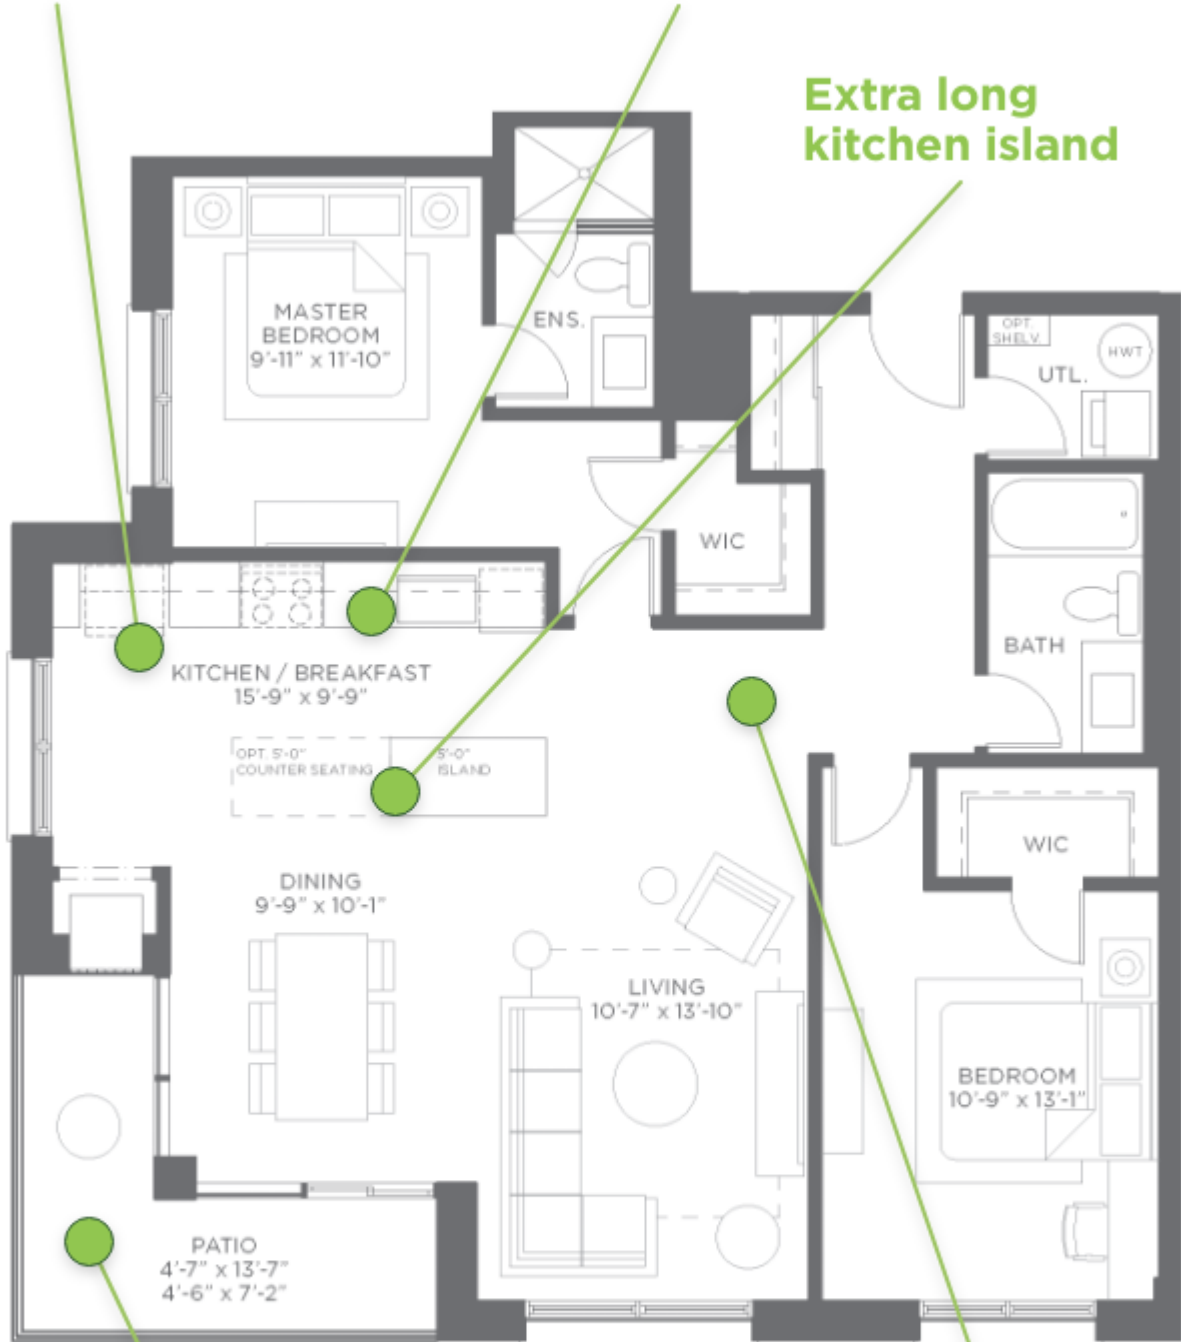 Extra long
kitchen island
MASTER
BEDROOM
9'-11" x 11'-10"
ENS.
OPT.
SHELV.
HWT
UTL.
WIC
BATH
KITCHEN / BREAKFAST
15'-9" x 9'-9"
OPT. 5'-0"
COUNTER SEATING
5'-0"
ISLAND
WIC
DINING
9'-9" x 10'-1"
LIVING
10'-7" x 13'-10"
BEDROOM
10'-9" x 13'-1"
PATIO
4'-7" x 13'-7"
4'-6" x 7'-2"